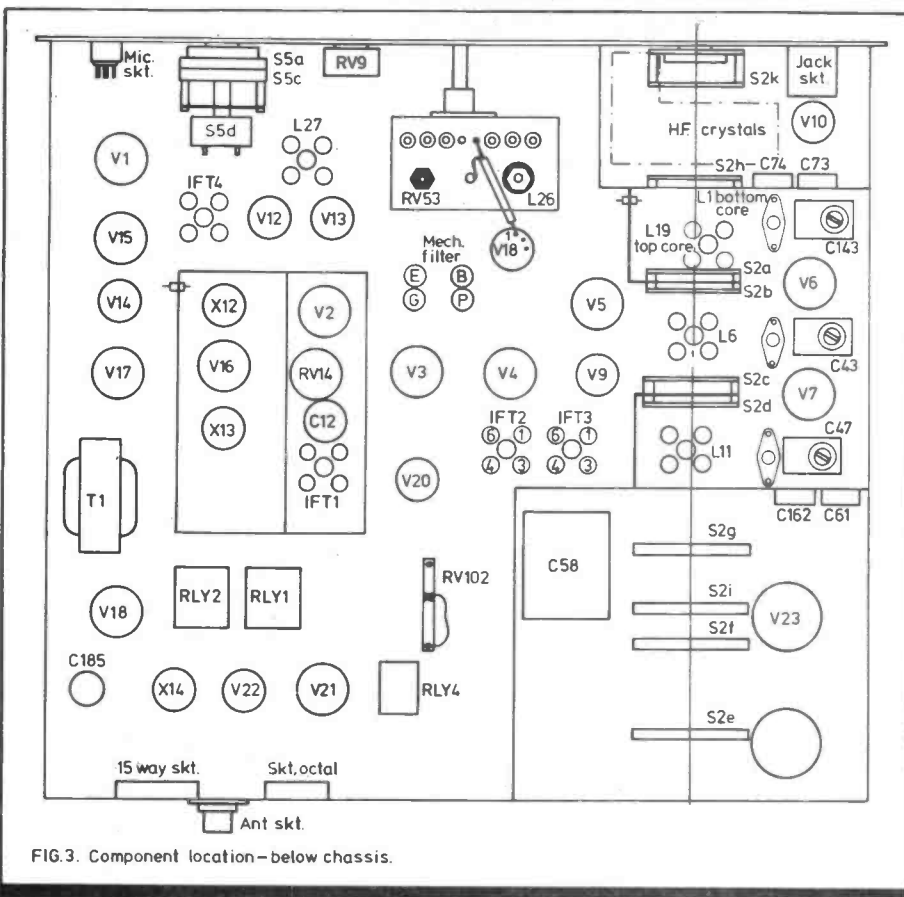 Mic. skt.
S5a
S5c
RV9
S2k
Jack skt.
S5d
H.F. crystals
V10
V1
L27
S2h
C74
C73
IFT4
RV53
L26
L1 bottom core
V15
V12
V13
L19 top core
C143
Mech. filter
1
V18
E
B
G
P
S2a
S2b
V6
V14
X12
V2
V5
L6
C43
V17
V16
RV14
V3
V4
V9
S2c
S2d
V7
X13
C12
IFT2
6
1
4
3
IFT3
6
1
4
3
L11
C47
T1
IFT1
V20
C162
C61
C58
S2g
V18
RLY2
RLY1
RV102
S2i
S2f
V23
C185
X14
V22
V21
RLY4
S2e
15 way skt.
Skt, octal
Ant skt.
FIG.3. Component location–below chassis.